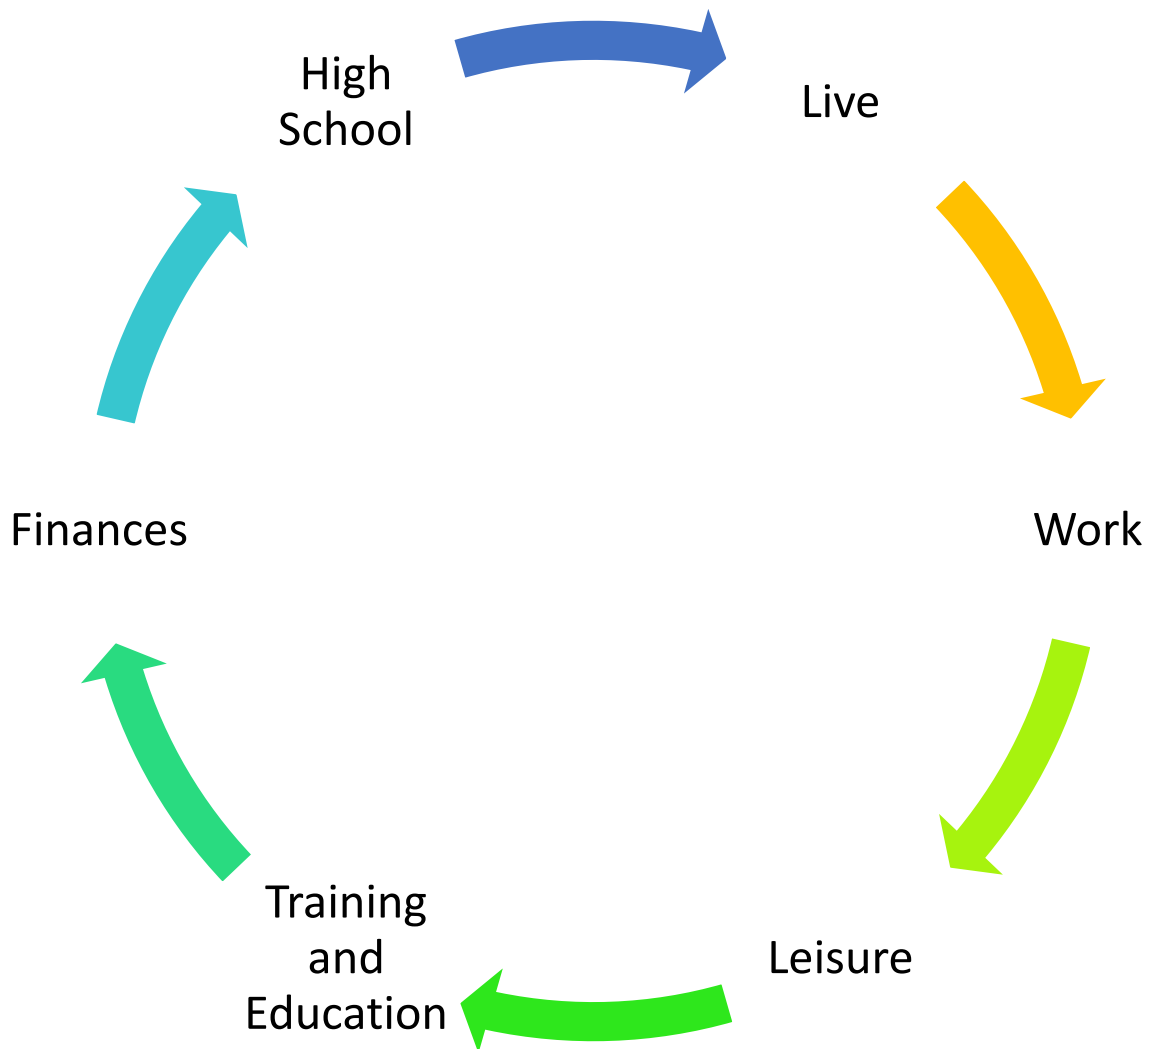 High
School
Live
Work
Leisure
Training
and
Education
Finances